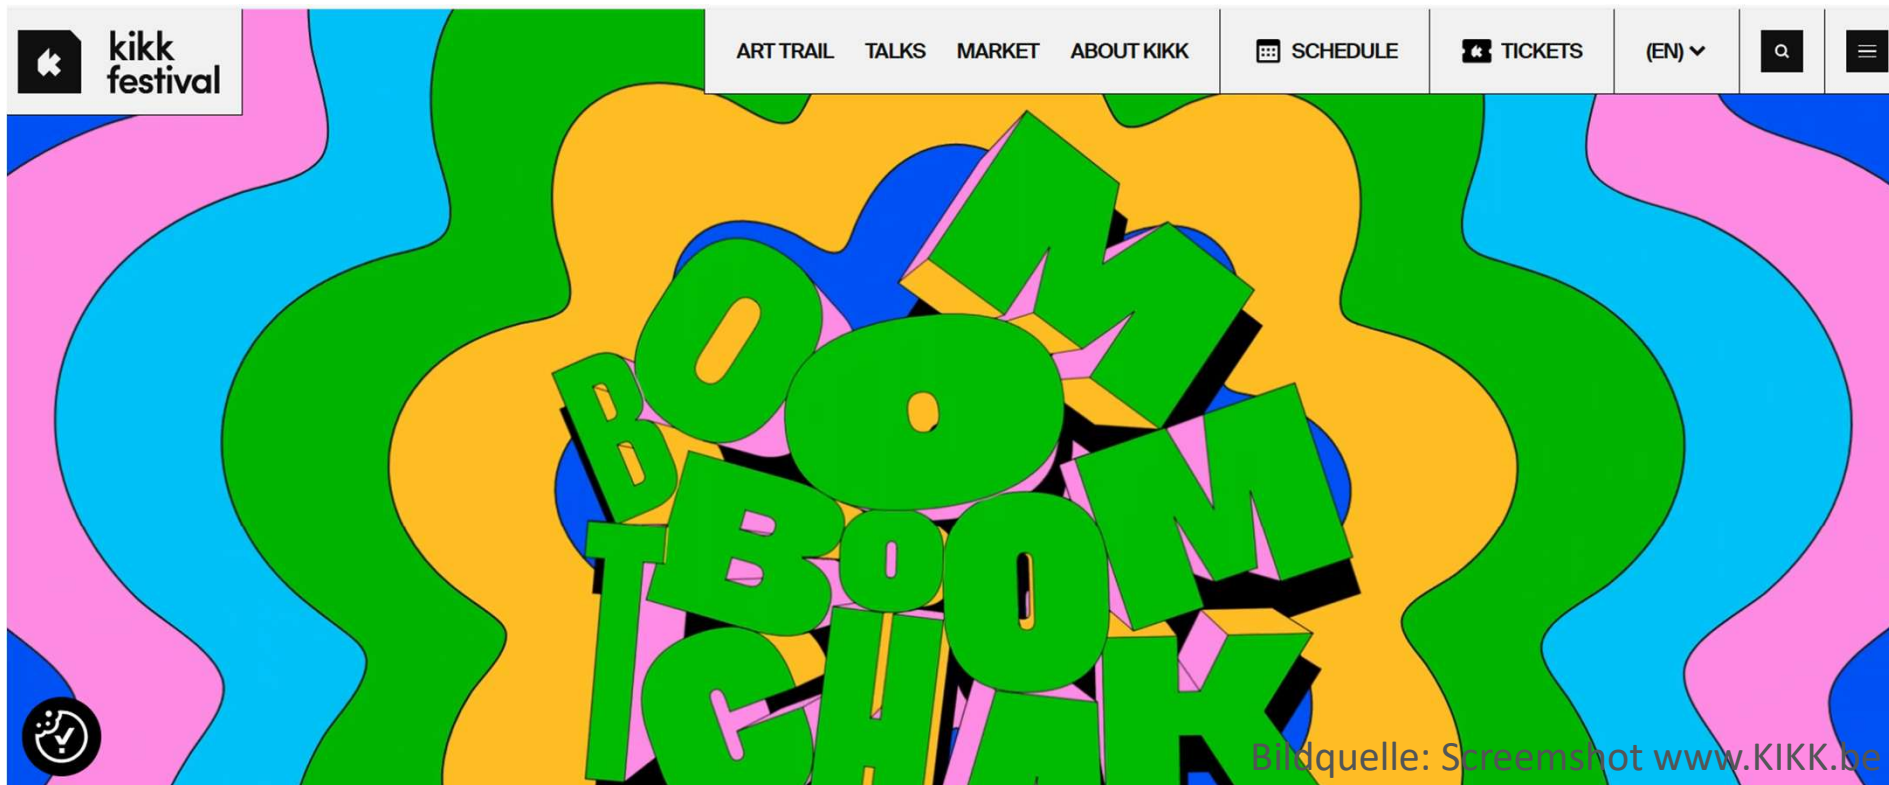 kikk
festival
ART TRAIL TALKS MARKET ABOUT KIKK SCHEDULE TICKETS (EN)
BOOM
BOOM
TCHAK
Bildquelle: Screemshot www.KIKK.be